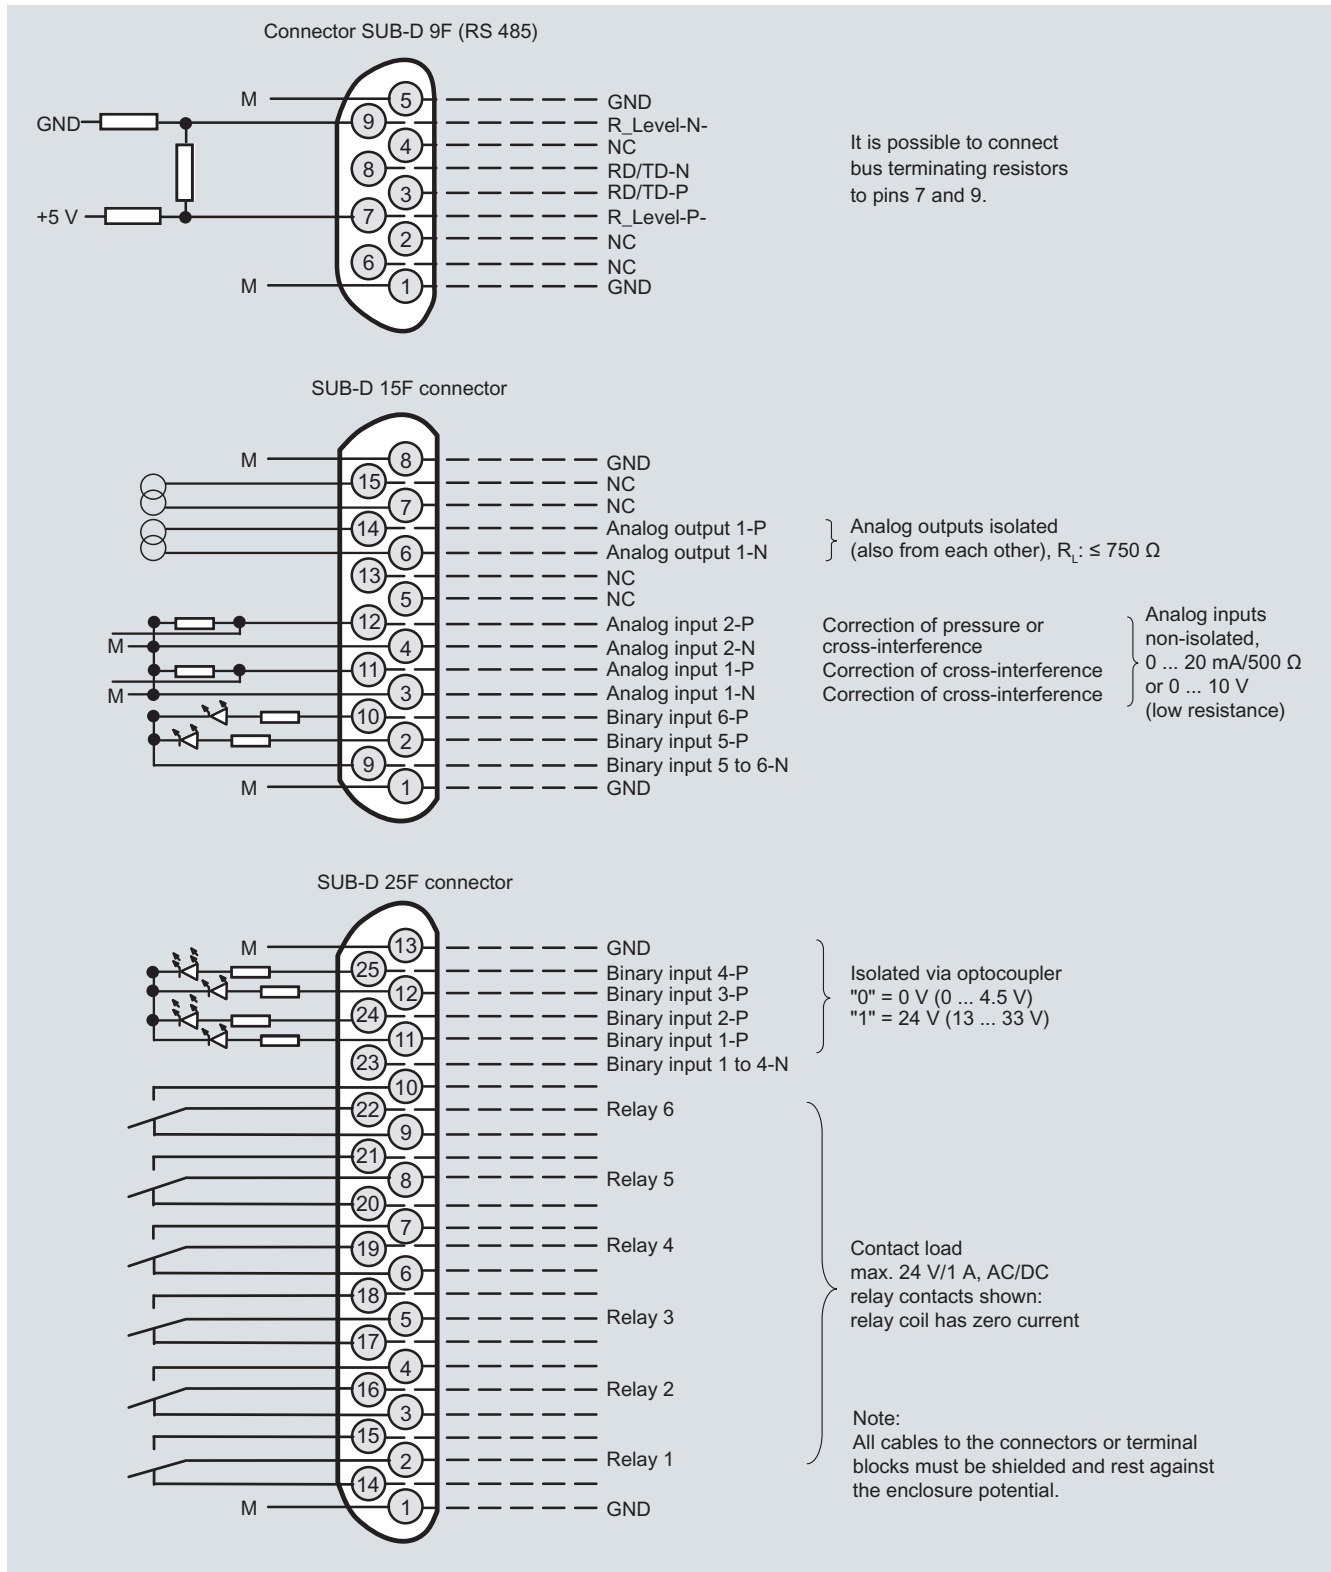 Connector SUB-D 9F (RS 485)
M
5
GND
GND
9
R_Level-N-
4
NC
8
RD/TD-N
3
RD/TD-P
+5 V
7
R_Level-P-
2
NC
6
NC
M
1
GND
It is possible to connect
bus terminating resistors
to pins 7 and 9.
SUB-D 15F connector
M
8
GND
15
NC
7
NC
14
Analog output 1-P
6
Analog output 1-N
Analog outputs isolated
(also from each other), RL: ≤ 750 Ω
13
NC
5
NC
12
Analog input 2-P
M
4
Analog input 2-N
11
Analog input 1-P
M
3
Analog input 1-N
Correction of pressure or
cross-interference
Correction of cross-interference
Correction of cross-interference
Analog inputs
non-isolated,
0 ... 20 mA/500 Ω
or 0 ... 10 V
(low resistance)
10
Binary input 6-P
2
Binary input 5-P
9
Binary input 5 to 6-N
M
1
GND
SUB-D 25F connector
M
13
GND
25
Binary input 4-P
12
Binary input 3-P
24
Binary input 2-P
11
Binary input 1-P
23
Binary input 1 to 4-N
Isolated via optocoupler
"0" = 0 V (0 ... 4.5 V)
"1" = 24 V (13 ... 33 V)
10
22
Relay 6
9
21
8
Relay 5
20
7
19
Relay 4
6
18
5
Relay 3
17
4
16
Relay 2
3
15
2
Relay 1
14
M
1
GND
Contact load
max. 24 V/1 A, AC/DC
relay contacts shown:
relay coil has zero current
Note:
All cables to the connectors or terminal
blocks must be shielded and rest against
the enclosure potential.